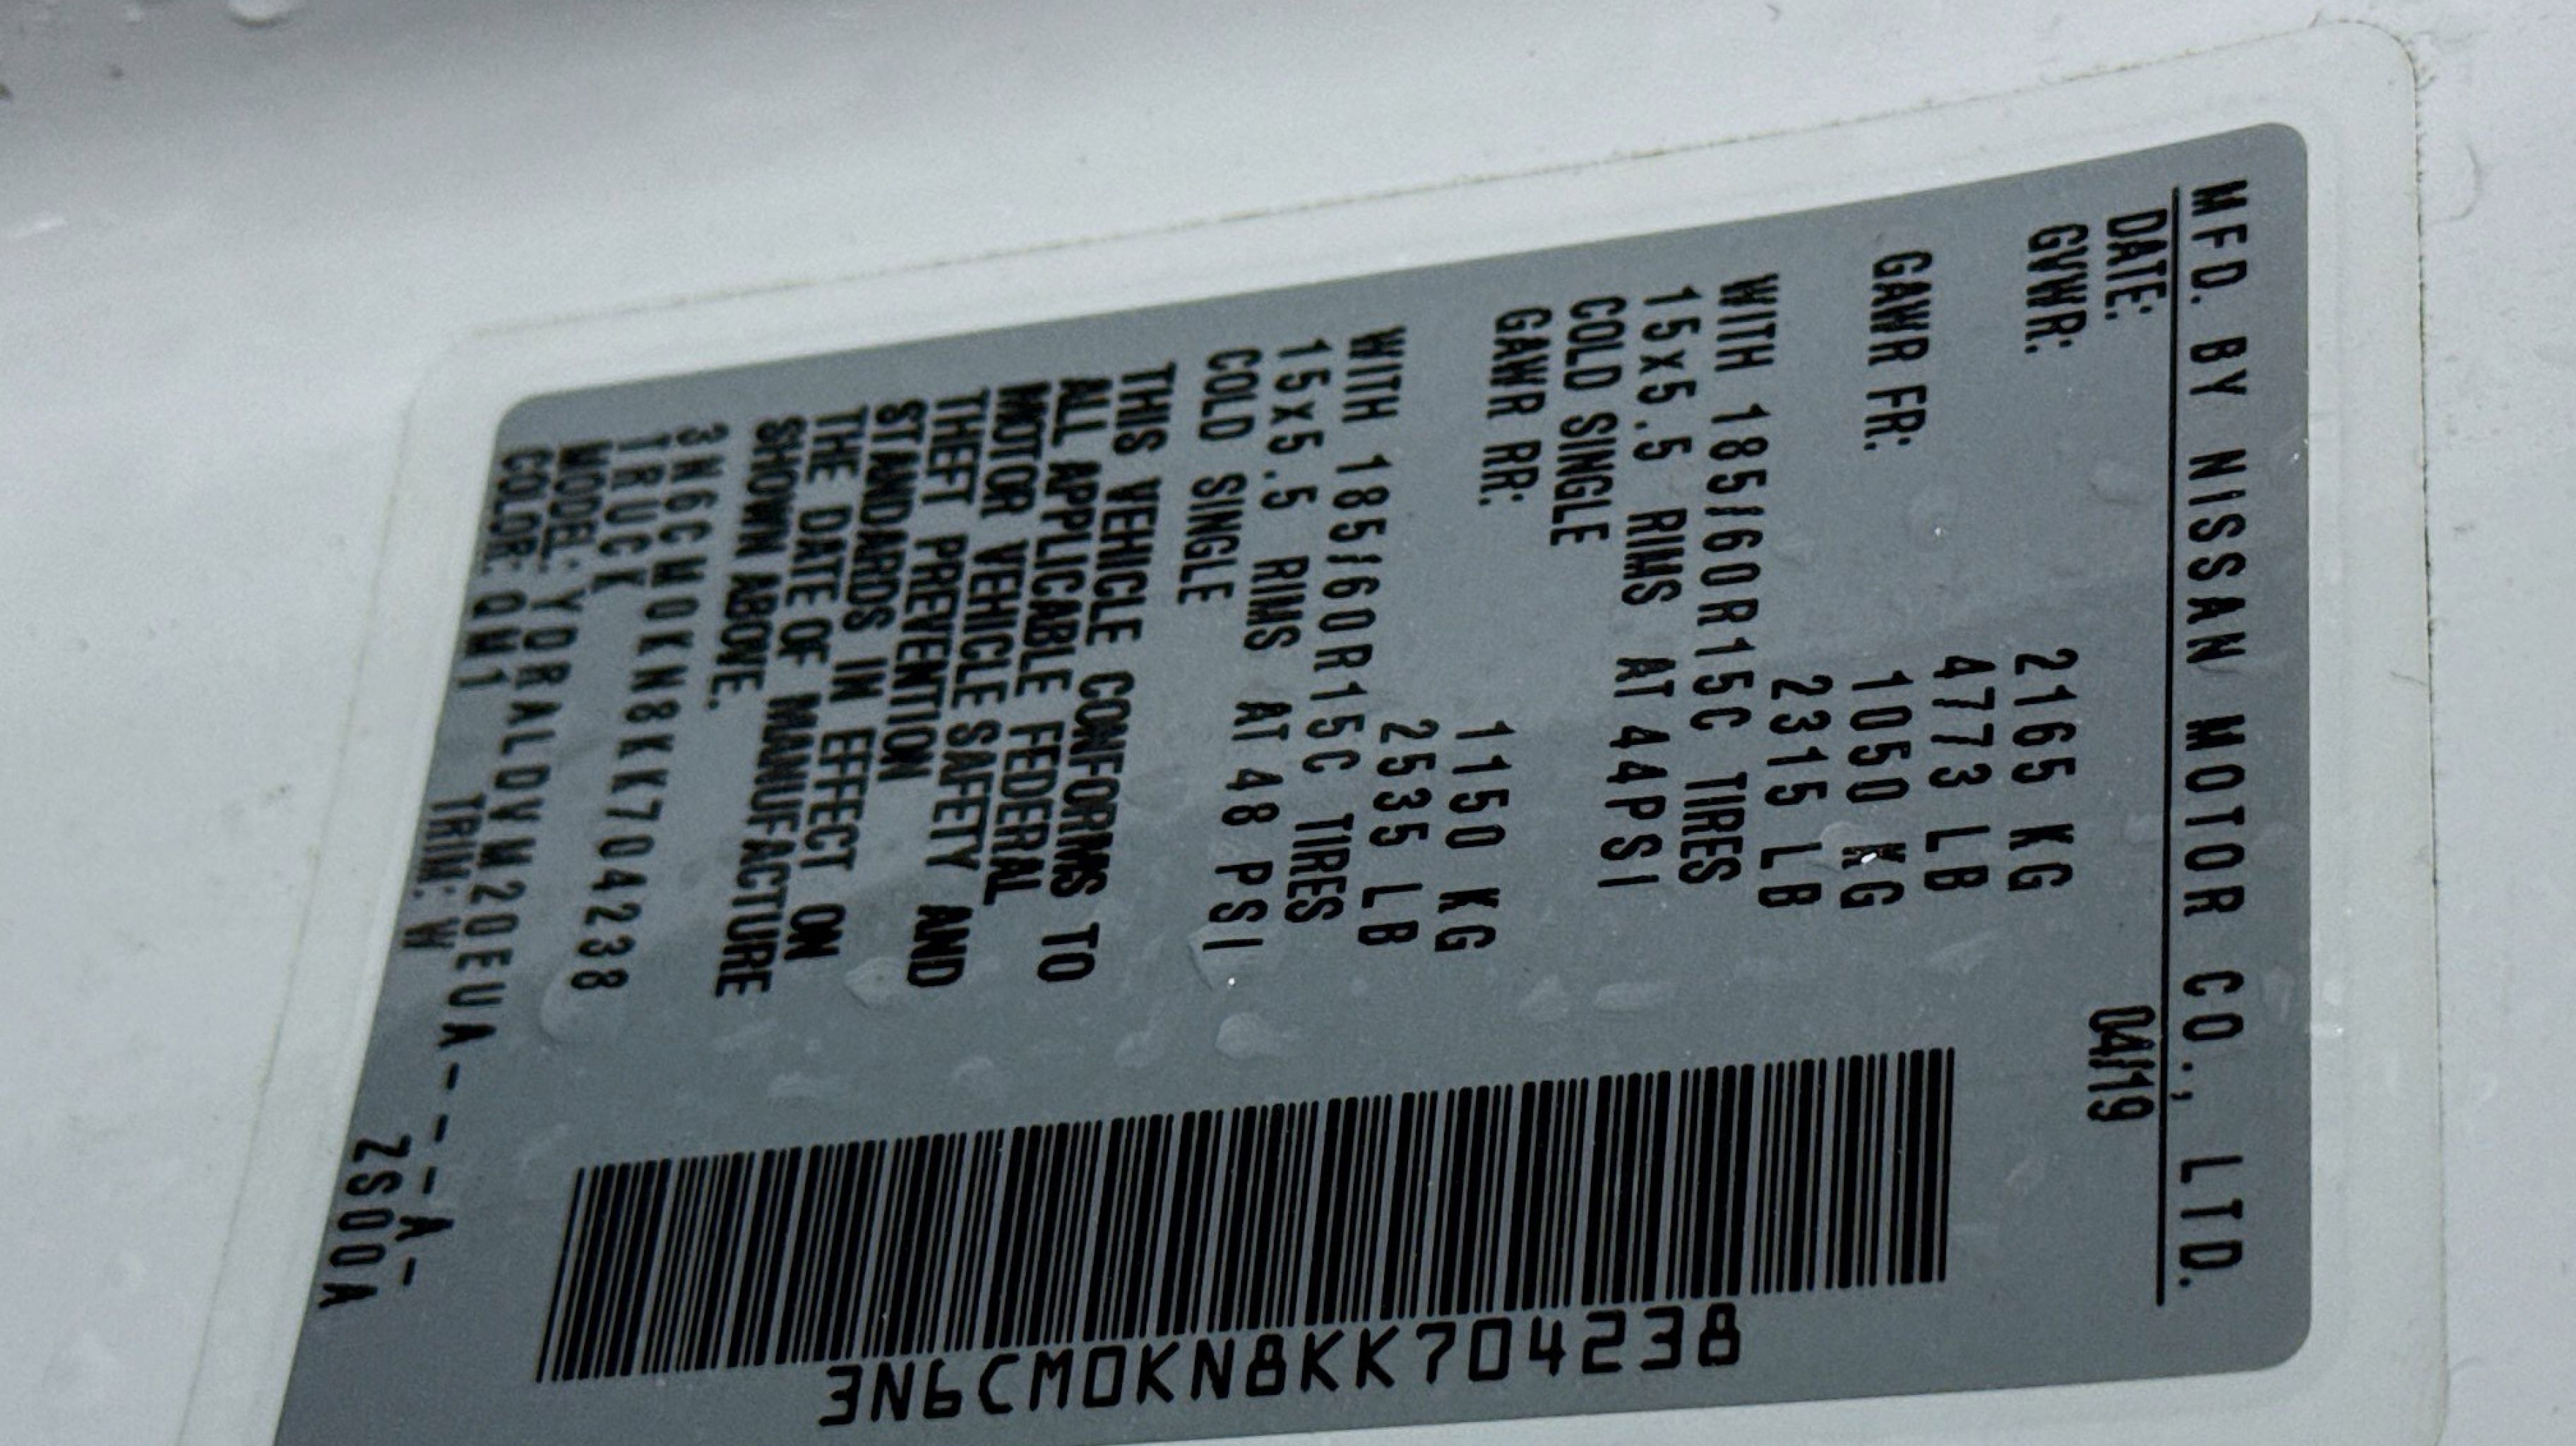 MFD. BY NISSAN MOTOR CO., LTD.
DATE: 04/19
GVWR: 2165 KG
4773 LB
GAWR FR: 1050 KG
2315 LB
WITH 185/60R15C TIRES
15x5.5 RIMS AT 44PSI
COLD SINGLE
GAWR RR: 1150 KG
2535 LB
WITH 185/60R15C TIRES
15x5.5 RIMS AT 48 PSI
COLD SINGLE
THIS VEHICLE CONFORMS TO
ALL APPLICABLE FEDERAL
MOTOR VEHICLE SAFETY AND
THEFT PREVENTION
STANDARDS IN EFFECT ON
THE DATE OF MANUFACTURE
SHOWN ABOVE.
3N6CM0KN8KK704238
TRUCK
MODEL: YDRALDVM20EUA----A-
COLOR: QM1 TRIM: W ZS00A
3N6CM0KN8KK704238